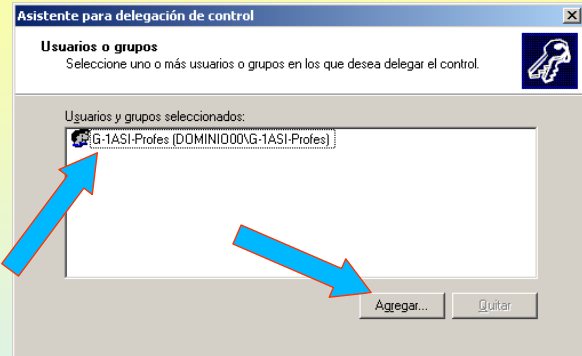 Asistente para delegación de control
Usuarios o grupos
Seleccione uno o más usuarios o grupos en los que desea delegar el control.
Usuarios y grupos seleccionados:
G-1ASI-Profes (DOMINIO00\G-1ASI-Profes)
Agregar...
Quitar